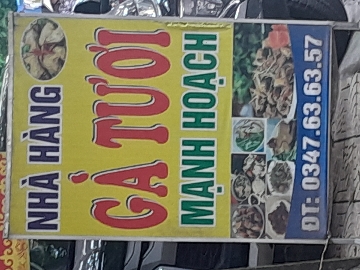 NHÀ HÀNG
GÀ TƯƠI
MẠNH HOẠCH
ĐT: 0347.63.63.57